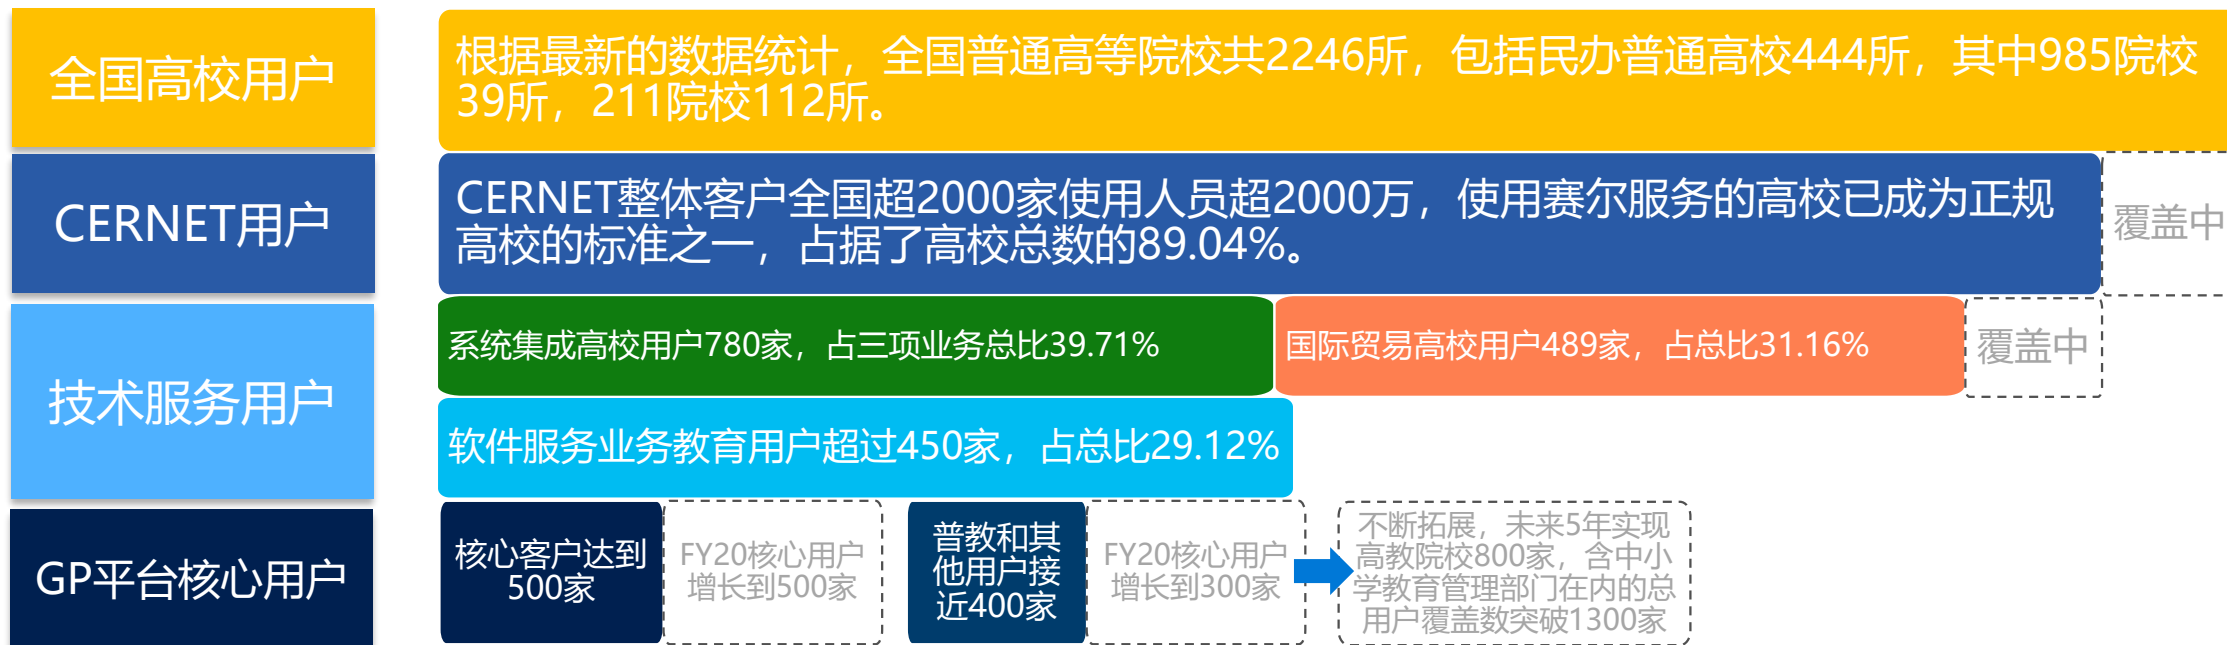 全国高校用户
根据最新的数据统计，全国普通高等院校共2246所，包括民办普通高校444所，其中985院校
39所，211院校112所。
CERNET用户
CERNET整体客户全国超2000家使用人员超2000万，使用赛尔服务的高校已成为正规
高校的标准之一，占据了高校总数的89.04%。
覆盖中
技术服务用户
系统集成高校用户780家，占三项业务总比39.71%
国际贸易高校用户489家，占总比31.16%
覆盖中
软件服务业务教育用户超过450家，占总比29.12%
GP平台核心用户
核心客户达到
500家
FY20核心用户
增长到500家
普教和其
他用户接
近400家
FY20核心用户
增长到300家
不断拓展，未来5年实现
高教院校800家，含中小
学教育管理部门在内的总
用户覆盖数突破1300家